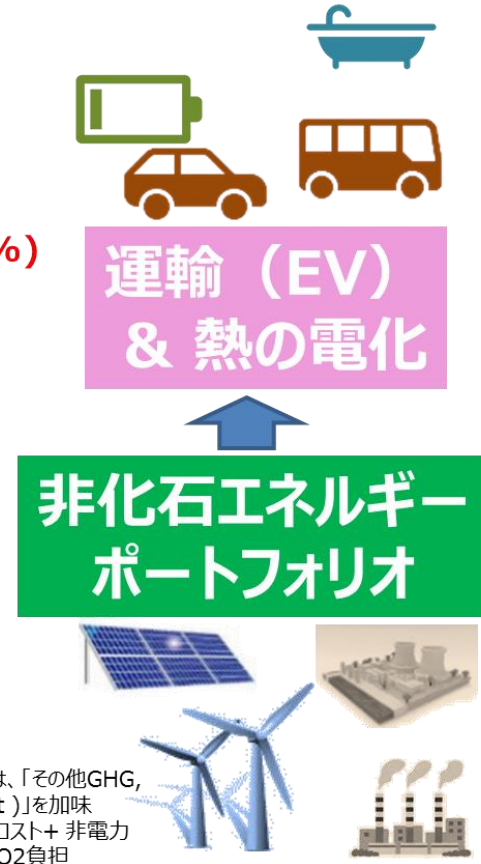 %)
運輸（EV）
& 熱の電化
非化石エネルギー
ポートフォリオ
は、「その他GHG,
t )」を加味
コスト+ 非電力
O2負担